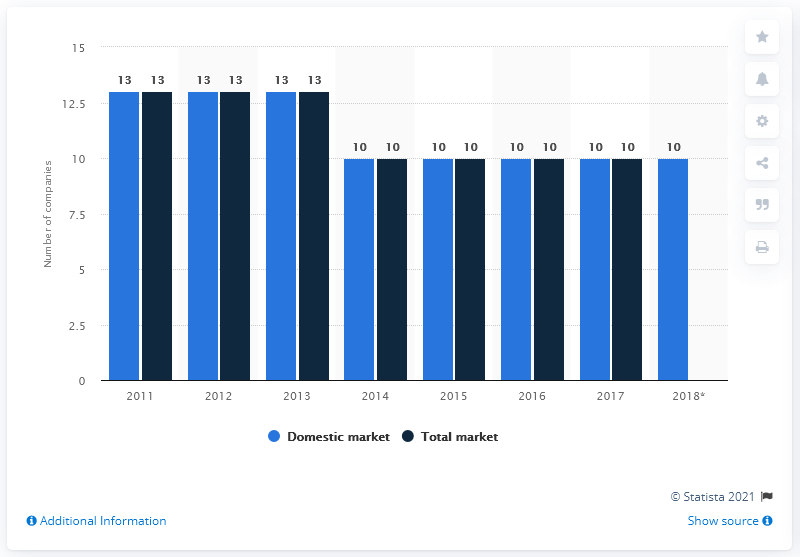 15
13 13 13 13 13 13
12.5
10 10 10 10 10 10 10 10 10
10
Number of companies
7.5
5
2.5
0
2011 2012 2013 2014 2015 2016 2017 2018*
Domestic market Total market
© Statista 2021
Additional Information Show source